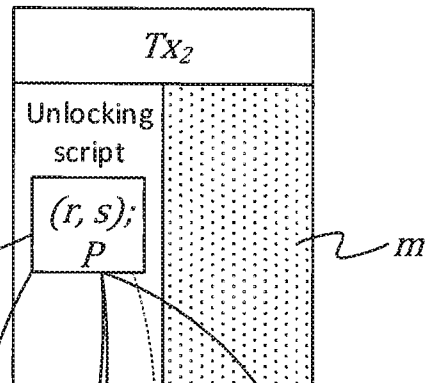 Tx₂
Unlocking
script
(r, s);
P
m